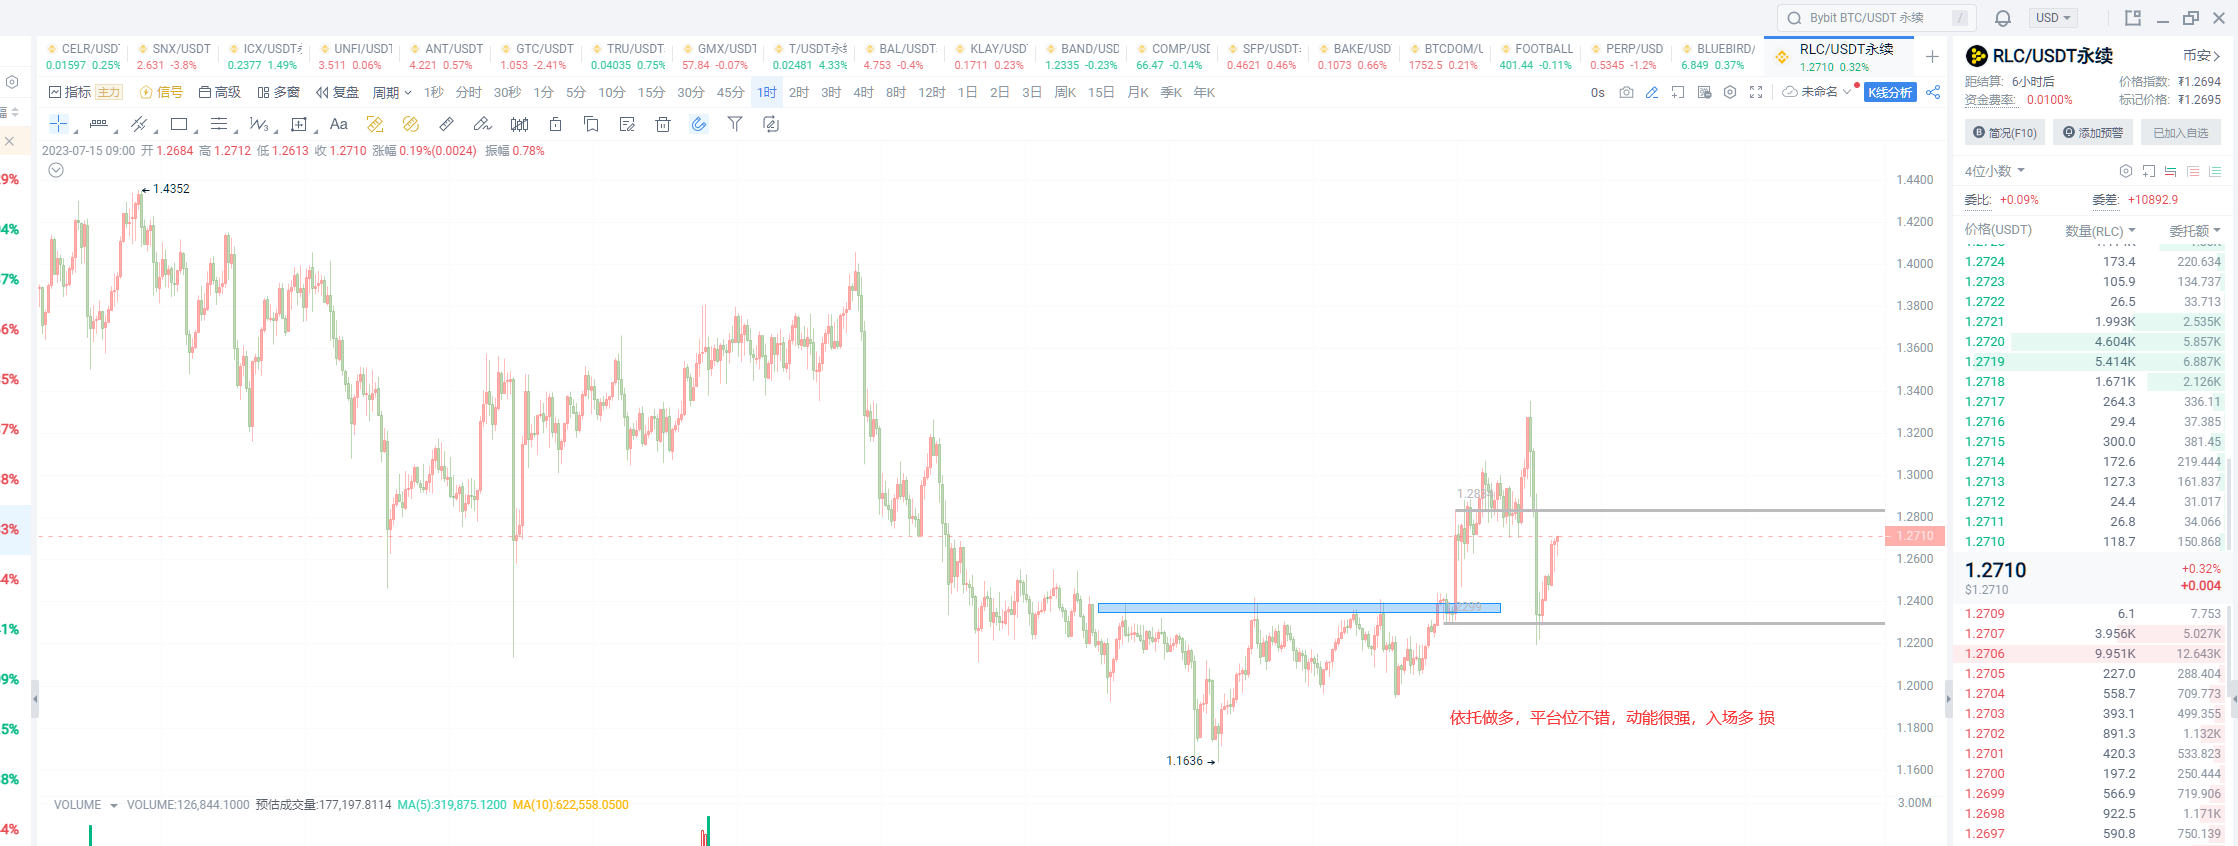 Bybit BTC/USDT 永续 /
USD
CELR/USDT SNX/USDT ICX/USDT永 UNFI/USDT ANT/USDT GTC/USDT TRU/USDT GMX/USDT T/USDT永续 BAL/USDT KLAY/USDT BAND/USD COMP/USD SFP/USDT永 BAKE/USD BTCDOM/U FOOTBALL PERP/USD BLUEBIRD/ RLC/USDT永续
0.01597 0.25% 2.631 -3.8% 0.2377 1.49% 3.511 0.06% 4.221 0.57% 1.053 -2.41% 0.04035 0.75% 57.84 -0.07% 0.02481 4.33% 4.753 -0.4% 0.1711 0.23% 1.2335 -0.23% 66.47 -0.14% 0.4621 0.46% 0.1073 0.66% 1752.5 0.21% 401.44 -0.11% 0.5345 -1.2% 6.849 0.37% 1.2710 0.32%
指标 主力 信号 高级 多窗 复盘 周期 1秒 分时 30秒 1分 5分 10分 15分 30分 45分 1时 2时 3时 4时 8时 12时 1日 2日 3日 周K 15日 月K 季K 年K 0s 未命名 K线分析
Aa
2023-07-15 09:00 开 1.2684 高 1.2712 低 1.2613 收 1.2710 涨幅 0.19%(0.0024) 振幅 0.78%
1.4352
1.4400
1.4200
1.4000
1.3800
1.3600
1.3400
1.3200
1.3000
1.2800
1.2710
1.2600
1.2400
1.2200
1.2000
1.1800
1.1600
依托做多，平台位不错，动能很强，入场多 损
1.1636
VOLUME VOLUME:126,844.1000 预估成交量:177,197.8114 MA(5):319,875.1200 MA(10):622,558.0500
3.00M
RLC/USDT永续 币安
距结算: 6小时后 价格指数: ₮1.2694
资金费率: 0.0100% 标记价格: ₮1.2695
简况(F10) 添加预警 已加入自选
4位小数
委比: +0.09% 委差: +10892.9
价格(USDT) 数量(RLC) 委托额
1.2724 173.4 220.634
1.2723 105.9 134.737
1.2722 26.5 33.713
1.2721 1.993K 2.535K
1.2720 4.604K 5.857K
1.2719 5.414K 6.887K
1.2718 1.671K 2.126K
1.2717 264.3 336.11
1.2716 29.4 37.385
1.2715 300.0 381.45
1.2714 172.6 219.444
1.2713 127.3 161.837
1.2712 24.4 31.017
1.2711 26.8 34.066
1.2710 118.7 150.868
1.2710 +0.32%
$1.2710 +0.004
1.2709 6.1 7.753
1.2707 3.956K 5.027K
1.2706 9.951K 12.643K
1.2705 227.0 288.404
1.2704 558.7 709.773
1.2703 393.1 499.355
1.2702 891.3 1.132K
1.2701 420.3 533.823
1.2700 197.2 250.444
1.2699 566.9 719.906
1.2698 922.5 1.171K
1.2697 590.8 750.139